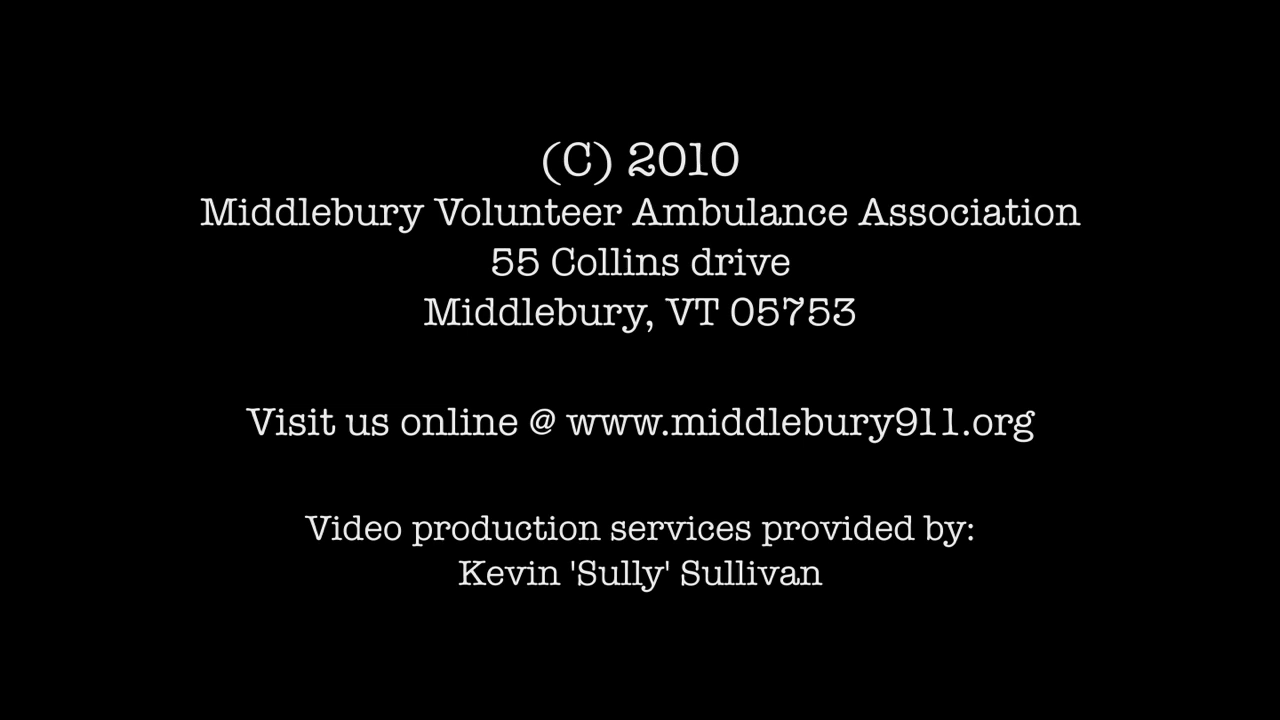 (C) 2010
Middlebury Volunteer Ambulance Association
55 Collins drive
Middlebury, VT 05753
Visit us online @ www.middlebury911.org
Video production services provided by:
Kevin 'Sully' Sullivan